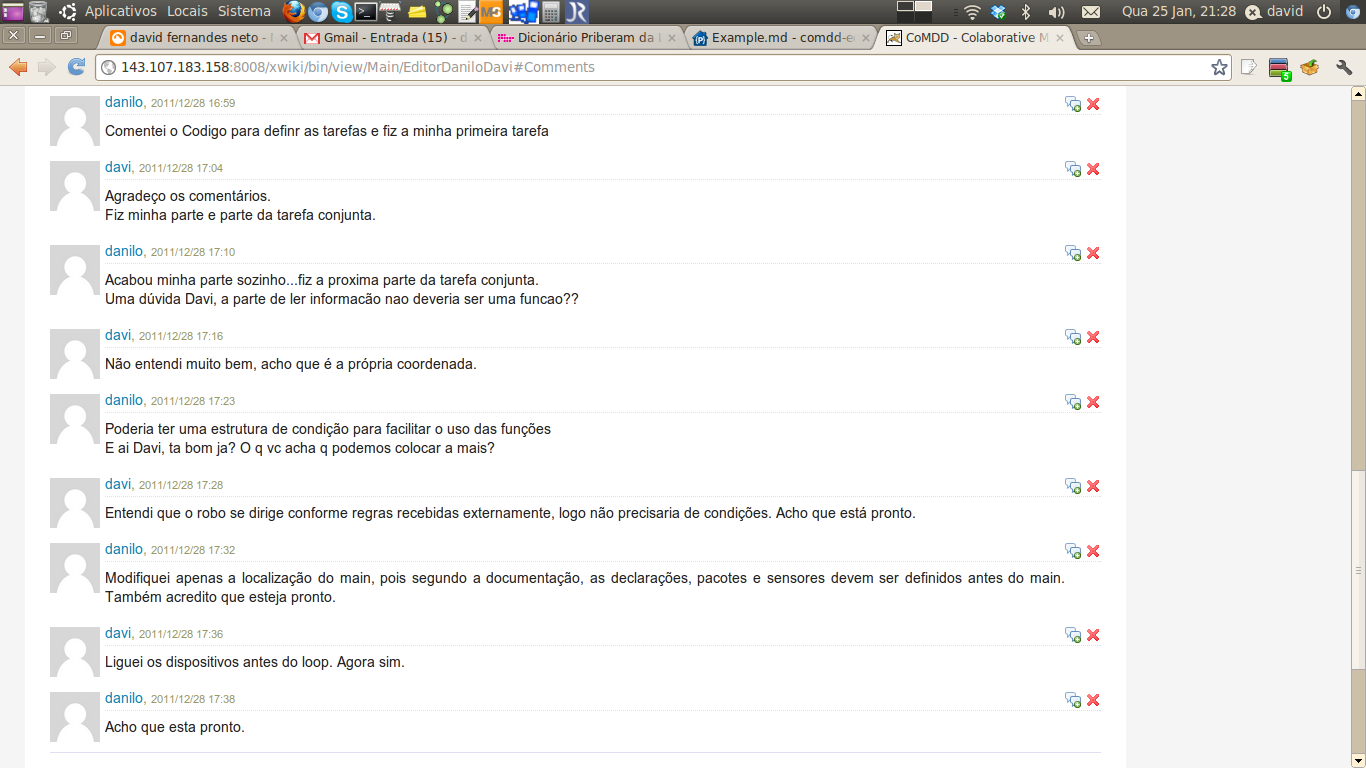 Aplicativos Locais Sistema
Qua 25 Jan, 21:28 david
david fernandes neto - 
Gmail - Entrada (15) - d
Dicionário Priberam da
Example.md - comdd-e
CoMDD - Colaborative M
143.107.183.158:8008/xwiki/bin/view/Main/EditorDaniloDavi#Comments
5
danilo, 2011/12/28 16:59
Comentei o Codigo para definr as tarefas e fiz a minha primeira tarefa
davi, 2011/12/28 17:04
Agradeço os comentários.
Fiz minha parte e parte da tarefa conjunta.
danilo, 2011/12/28 17:10
Acabou minha parte sozinho...fiz a proxima parte da tarefa conjunta.
Uma dúvida Davi, a parte de ler informacão nao deveria ser uma funcao??
davi, 2011/12/28 17:16
Não entendi muito bem, acho que é a própria coordenada.
danilo, 2011/12/28 17:23
Poderia ter uma estrutura de condição para facilitar o uso das funções
E ai Davi, ta bom ja? O q vc acha q podemos colocar a mais?
davi, 2011/12/28 17:28
Entendi que o robo se dirige conforme regras recebidas externamente, logo não precisaria de condições. Acho que está pronto.
danilo, 2011/12/28 17:32
Modifiquei apenas a localização do main, pois segundo a documentação, as declarações, pacotes e sensores devem ser definidos antes do main.
Também acredito que esteja pronto.
davi, 2011/12/28 17:36
Liguei os dispositivos antes do loop. Agora sim.
danilo, 2011/12/28 17:38
Acho que esta pronto.